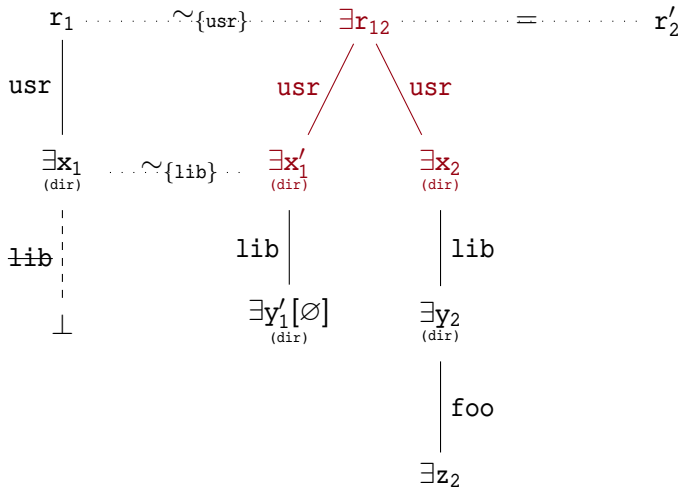 r₁ ∼{usr} ∃r₁₂ = r′₂
usr usr usr
∃x₁ ∼{lib} ∃x′₁ ∃x₂
(dir) (dir) (dir)
lib lib lib
⊥ ∃y′₁[∅] ∃y₂
(dir) (dir)
foo
∃z₂